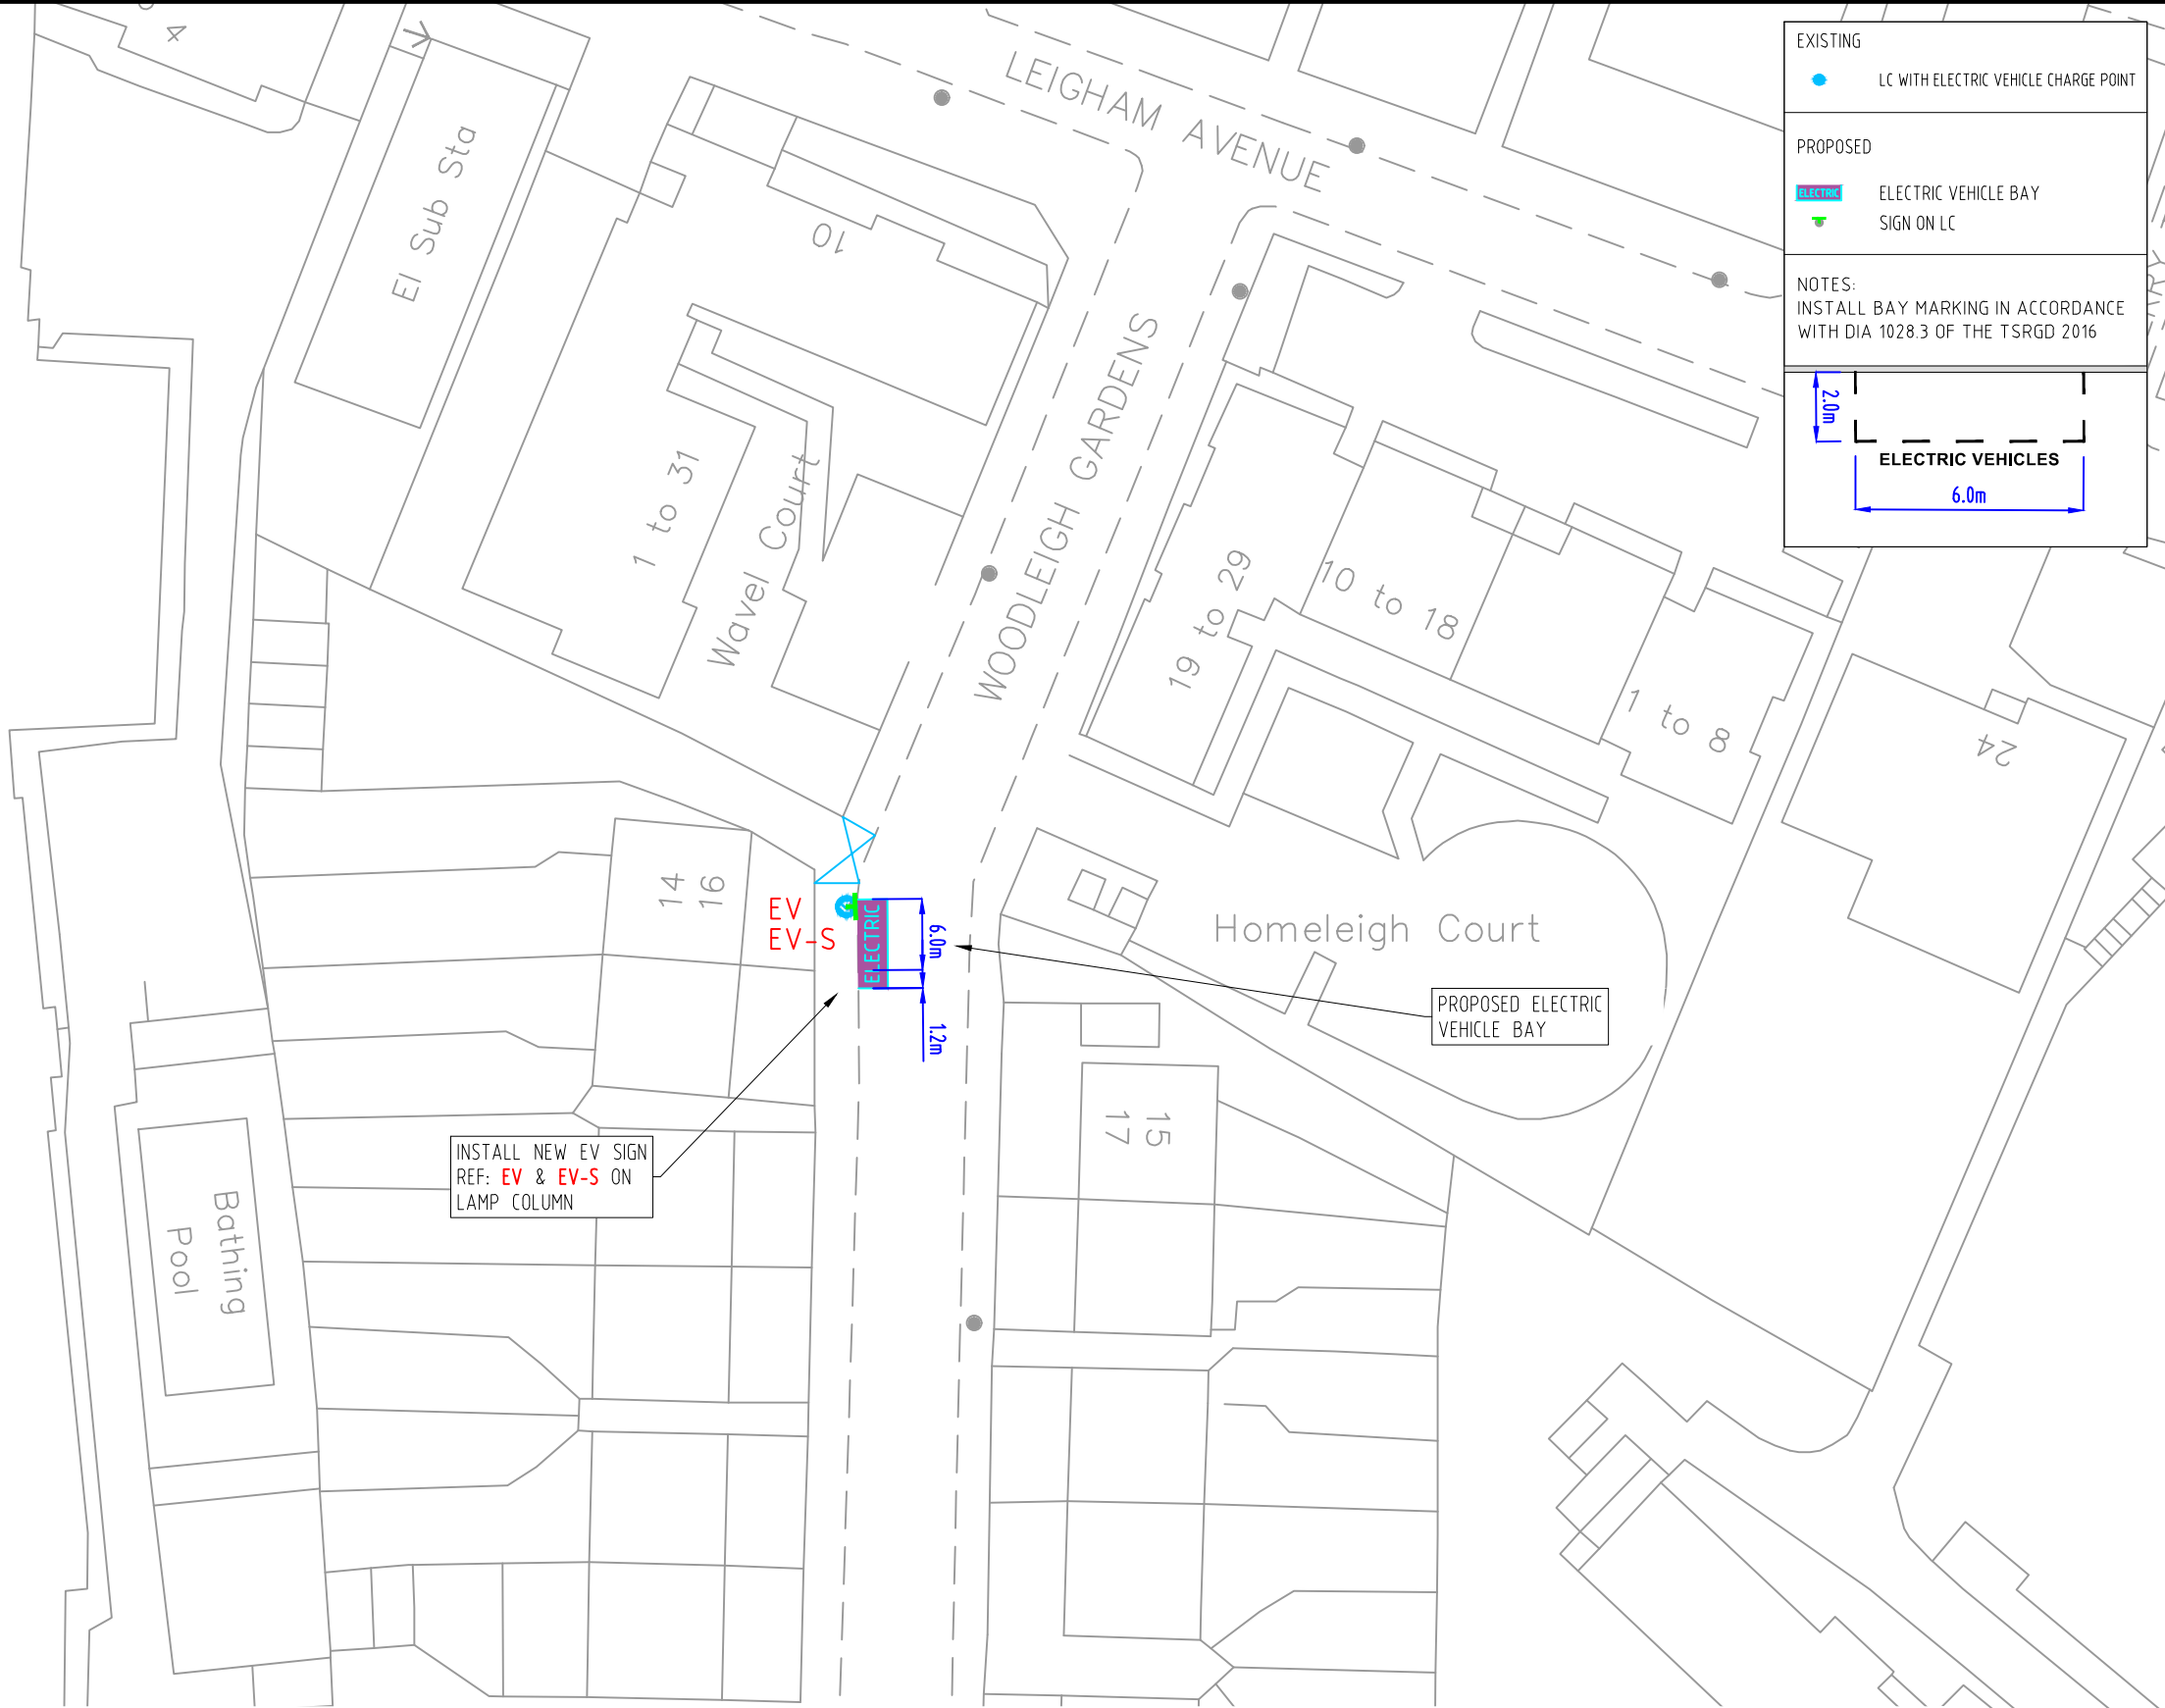 4
El Sub Sta
LEIGHAM AVENUE
10
1 to 31
Wavel Court
WOODLEIGH GARDENS
19 to 29
10 to 18
1 to 8
24
14
16
EV
EV-S
ELECTRIC
6.0m
1.2m
Homeleigh Court
PROPOSED ELECTRIC
VEHICLE BAY
15
17
INSTALL NEW EV SIGN
REF: EV & EV-S ON
LAMP COLUMN
Bathing
Pool
EXISTING
LC WITH ELECTRIC VEHICLE CHARGE POINT
PROPOSED
ELECTRIC
ELECTRIC VEHICLE BAY
SIGN ON LC
NOTES:
INSTALL BAY MARKING IN ACCORDANCE
WITH DIA 1028.3 OF THE TSRGD 2016
2.0m
ELECTRIC VEHICLES
6.0m